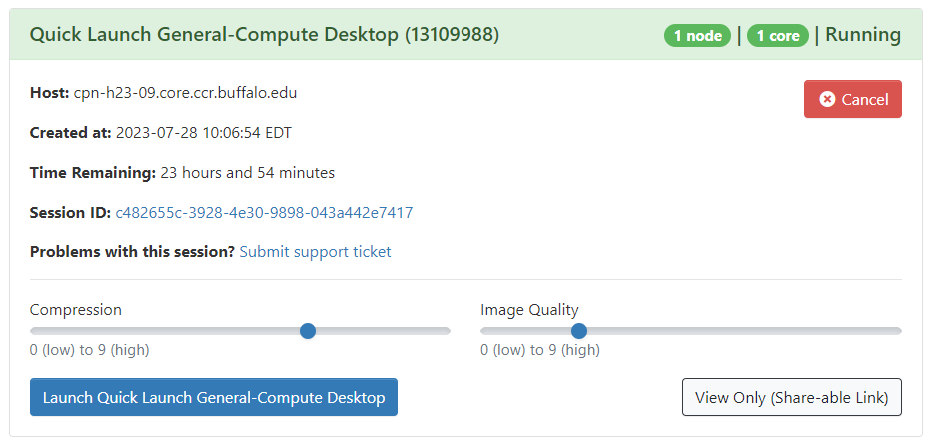 Quick Launch General-Compute Desktop (13109988) 1 node | 1 core | Running
Host: cpn-h23-09.core.ccr.buffalo.edu
Cancel
Created at: 2023-07-28 10:06:54 EDT
Time Remaining: 23 hours and 54 minutes
Session ID: c482655c-3928-4e30-9898-043a442e7417
Problems with this session? Submit support ticket
Compression Image Quality
0 (low) to 9 (high) 0 (low) to 9 (high)
Launch Quick Launch General-Compute Desktop View Only (Share-able Link)